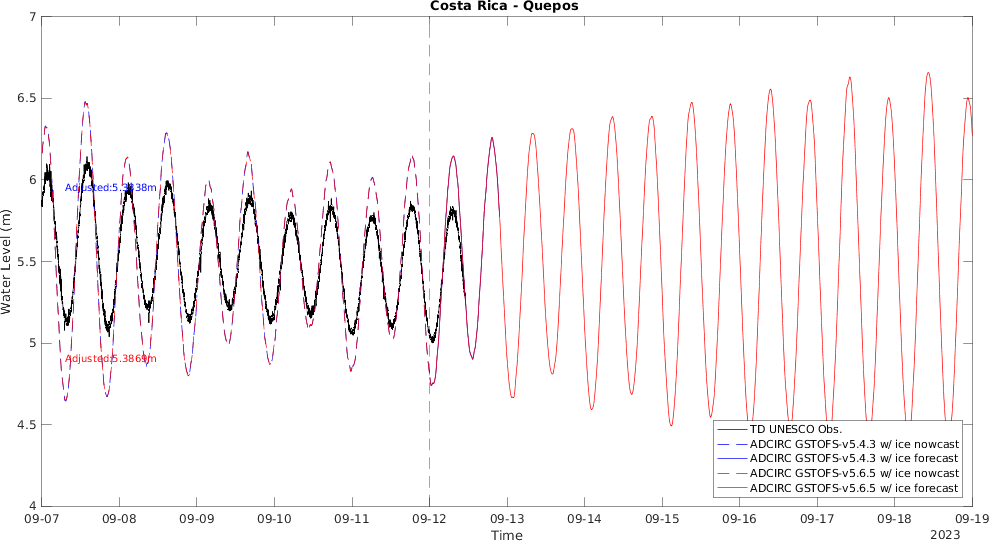 Costa Rica - Quepos
7
6.5
6
5.5
5
4.5
4
Water Level (m)
Adjusted:5.3838m
Adjusted:5.3869m
TD UNESCO Obs.
ADCIRC GSTOFS-v5.4.3 w/ ice nowcast
ADCIRC GSTOFS-v5.4.3 w/ ice forecast
ADCIRC GSTOFS-v5.6.5 w/ ice nowcast
ADCIRC GSTOFS-v5.6.5 w/ ice forecast
09-07 09-08 09-09 09-10 09-11 09-12 09-13 09-14 09-15 09-16 09-17 09-18 09-19
Time
2023